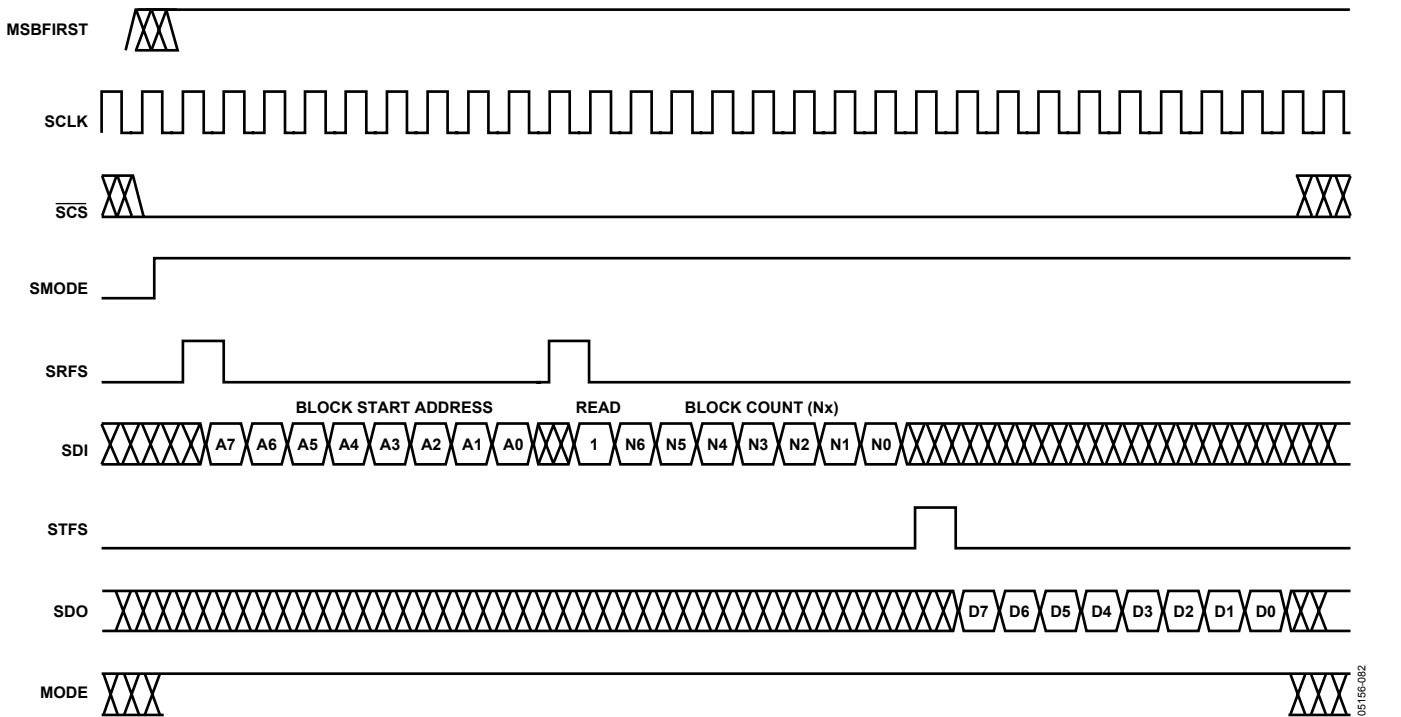 MSBFIRST
SCLK
SCS
SMODE
SRFS
BLOCK START ADDRESS READ BLOCK COUNT (Nx)
SDI A7 A6 A5 A4 A3 A2 A1 A0 1 N6 N5 N4 N3 N2 N1 N0
STFS
SDO D7 D6 D5 D4 D3 D2 D1 D0
MODE
05156-082